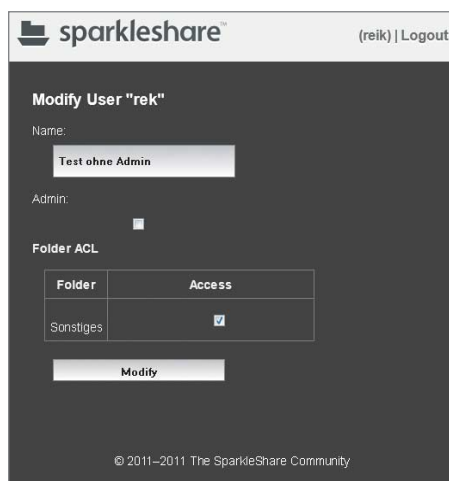 sparkleshare™
(reik) | Logout
Modify User "rek"
Name:
Test ohne Admin
Admin:
Folder ACL
Folder Access
Sonstiges
Modify
© 2011–2011 The SparkleShare Community